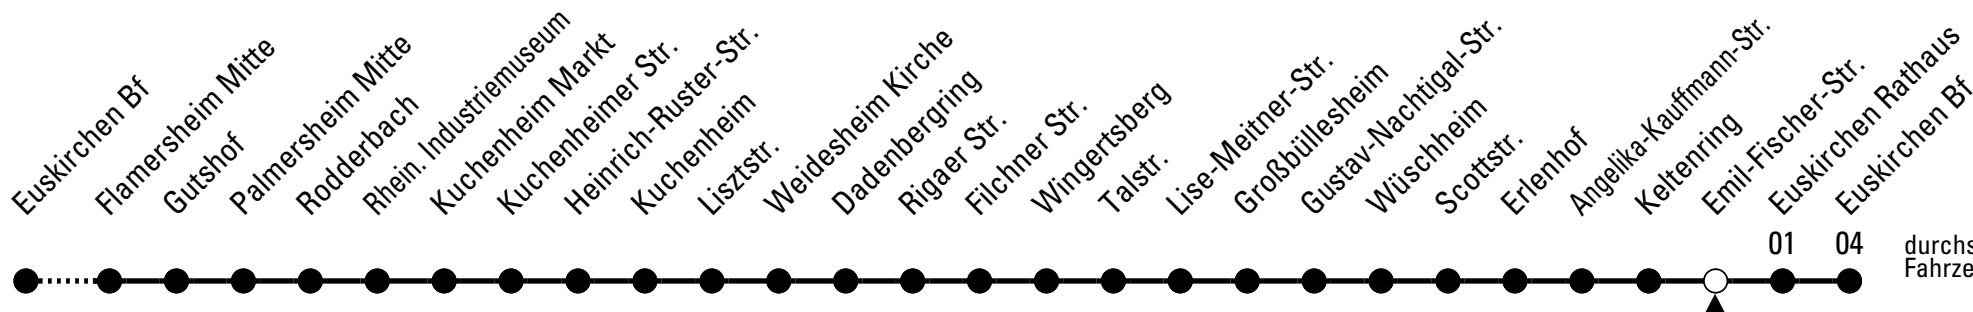 Euskirchen Bf
Flamersheim Mitte
Gutshof
Palmersheim Mitte
Rodderbach
Rhein. Industriemuseum
Kuchenheim Markt
Kuchenheimer Str.
Heinrich-Ruster-Str.
Kuchenheim
Lisztstr.
Weidesheim Kirche
Dadenbergring
Rigaer Str.
Filchner Str.
Wingertsberg
Talstr.
Lise-Meitner-Str.
Großbüllesheim
Gustav-Nachtigal-Str.
Wüschheim
Scottstr.
Erlenhof
Angelika-Kauffmann-Str.
Keltenring
Emil-Fischer-Str.
Euskirchen Rathaus
Euskirchen Bf
01 04